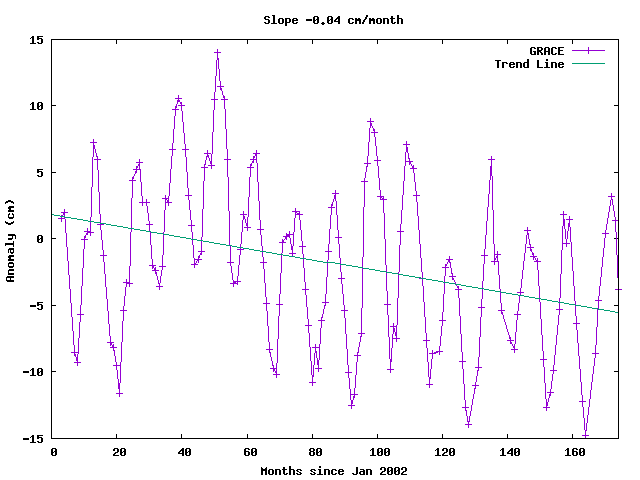 Slope -0.04 cm/month
GRACE
Trend Line
15
10
5
0
-5
-10
-15
Anomaly (cm)
0 20 40 60 80 100 120 140 160
Months since Jan 2002